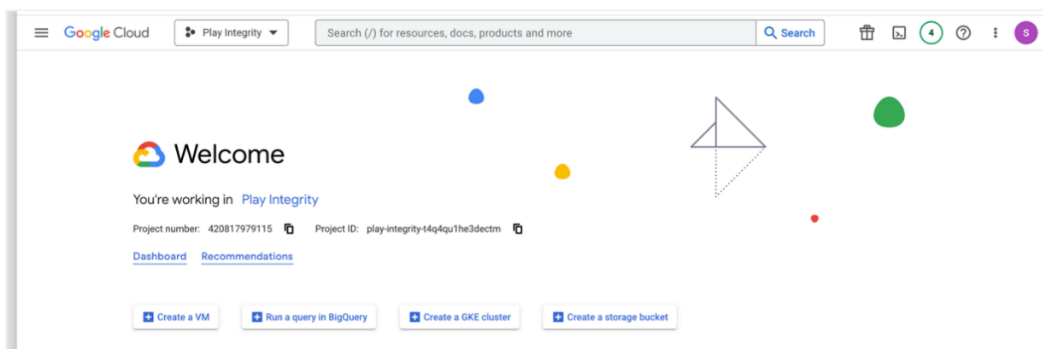 Google Cloud Play Integrity Search (/) for resources, docs, products and more Search 4 S
Welcome
You're working in Play Integrity
Project number: 420817979115 Project ID: play-integrity-t4q4qu1he3dectm
Dashboard Recommendations
Create a VM Run a query in BigQuery Create a GKE cluster Create a storage bucket